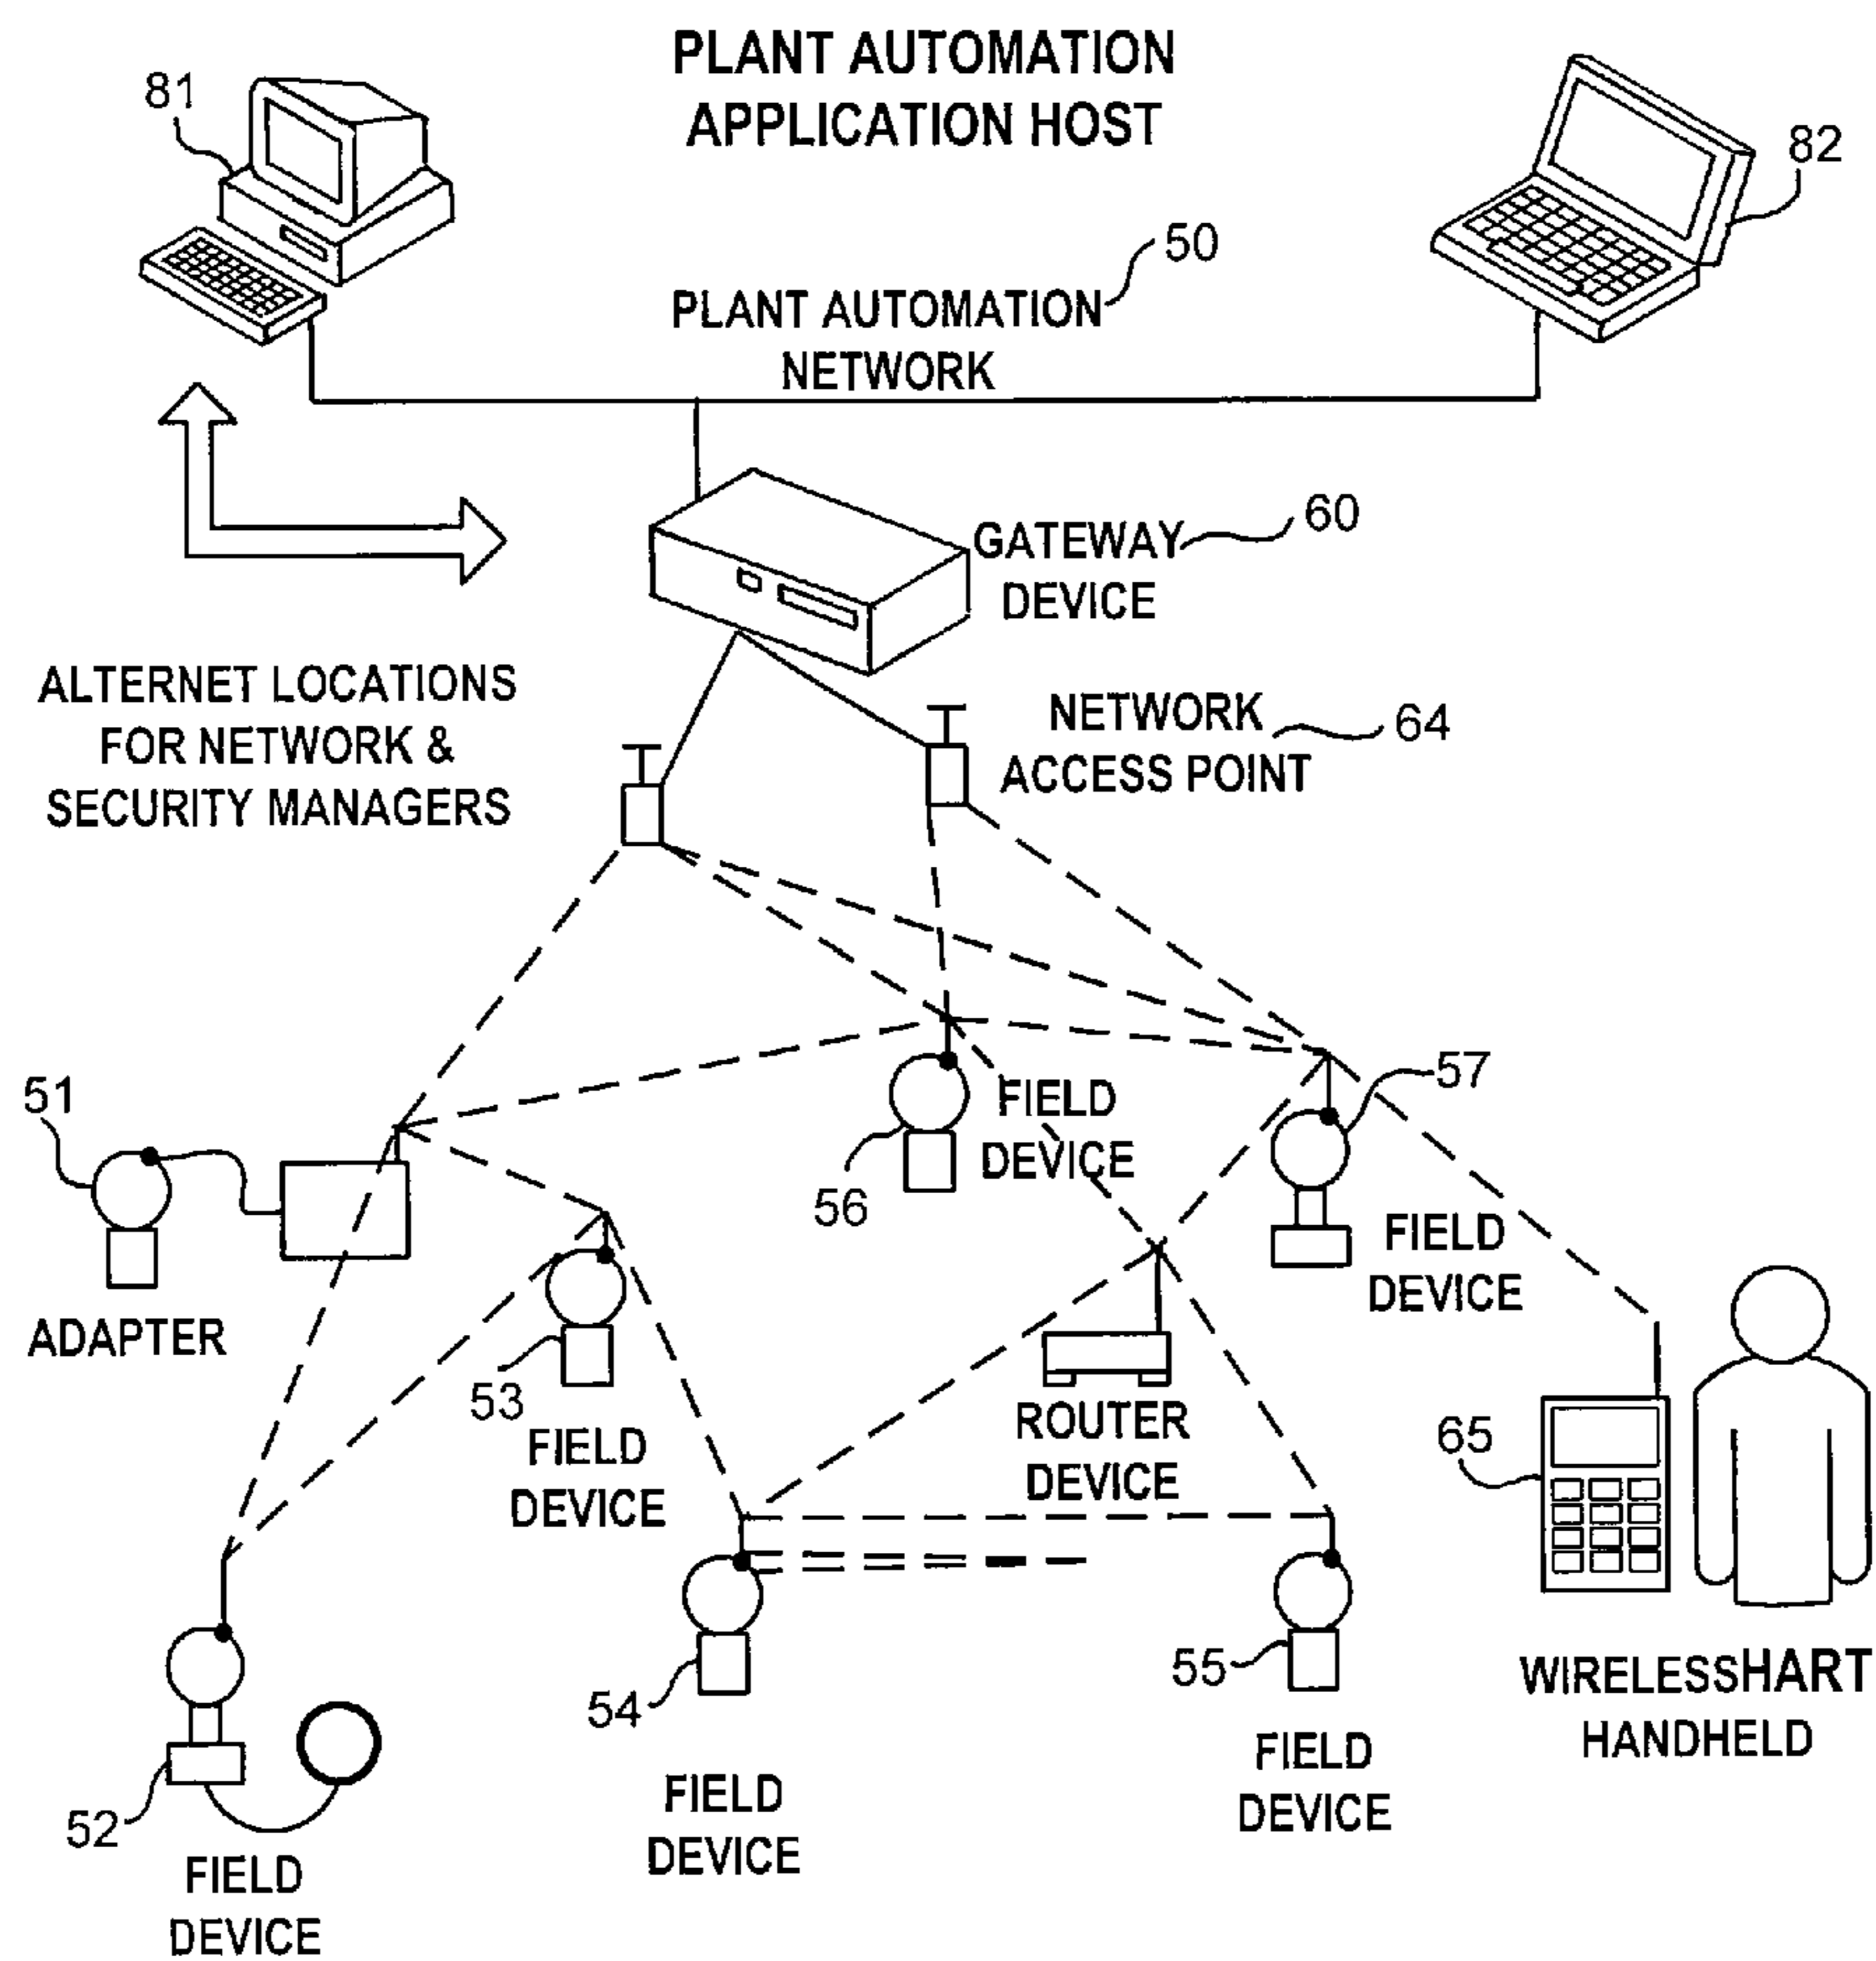 PLANT AUTOMATION
APPLICATION HOST
81
82
50
PLANT AUTOMATION
NETWORK
GATEWAY
DEVICE
60
ALTERNET LOCATIONS
FOR NETWORK &
SECURITY MANAGERS
NETWORK
ACCESS POINT
64
51
ADAPTER
56
FIELD
DEVICE
57
FIELD
DEVICE
53
FIELD
DEVICE
ROUTER
DEVICE
65
WIRELESSHART
HANDHELD
52
FIELD
DEVICE
54
FIELD
DEVICE
55
FIELD
DEVICE